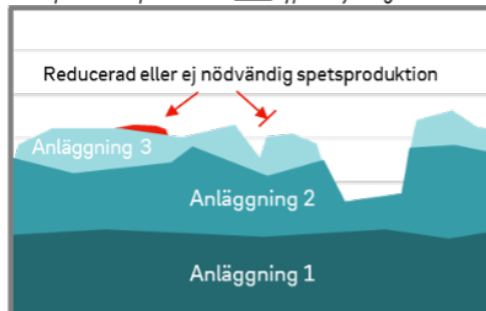 Reducerad eller ej nödvändig spetsproduktion
Anläggning 3
Anläggning 2
Anläggning 1